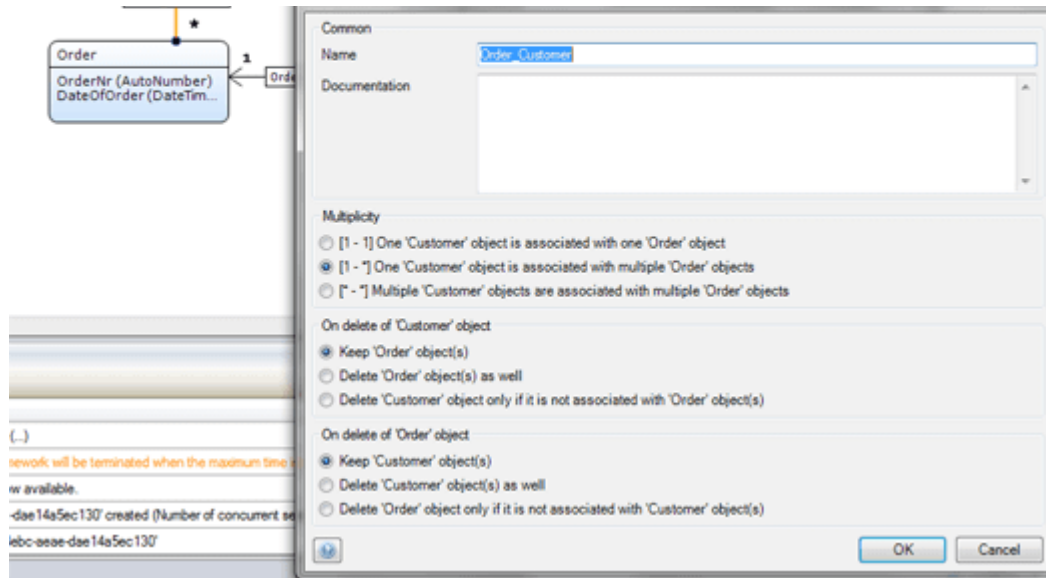 *
Order
OrderNr (AutoNumber)
DateOfOrder (DateTim...
1
Orde
Common
Name
Order_Customer
Documentation
Multiplicity
[1 - 1] One 'Customer' object is associated with one 'Order' object
[1 - *] One 'Customer' object is associated with multiple 'Order' objects
[* - *] Multiple 'Customer' objects are associated with multiple 'Order' objects
On delete of 'Customer' object
Keep 'Order' object(s)
Delete 'Order' object(s) as well
Delete 'Customer' object only if it is not associated with 'Order' object(s)
On delete of 'Order' object
Keep 'Customer' object(s)
Delete 'Customer' object(s) as well
Delete 'Order' object only if it is not associated with 'Customer' object(s)
OK
Cancel
(...)
nework will be terminated when the maximum time
w available.
-dae14a5ec130' created (Number of concurrent se
lebc-aeae-dae14a5ec130'